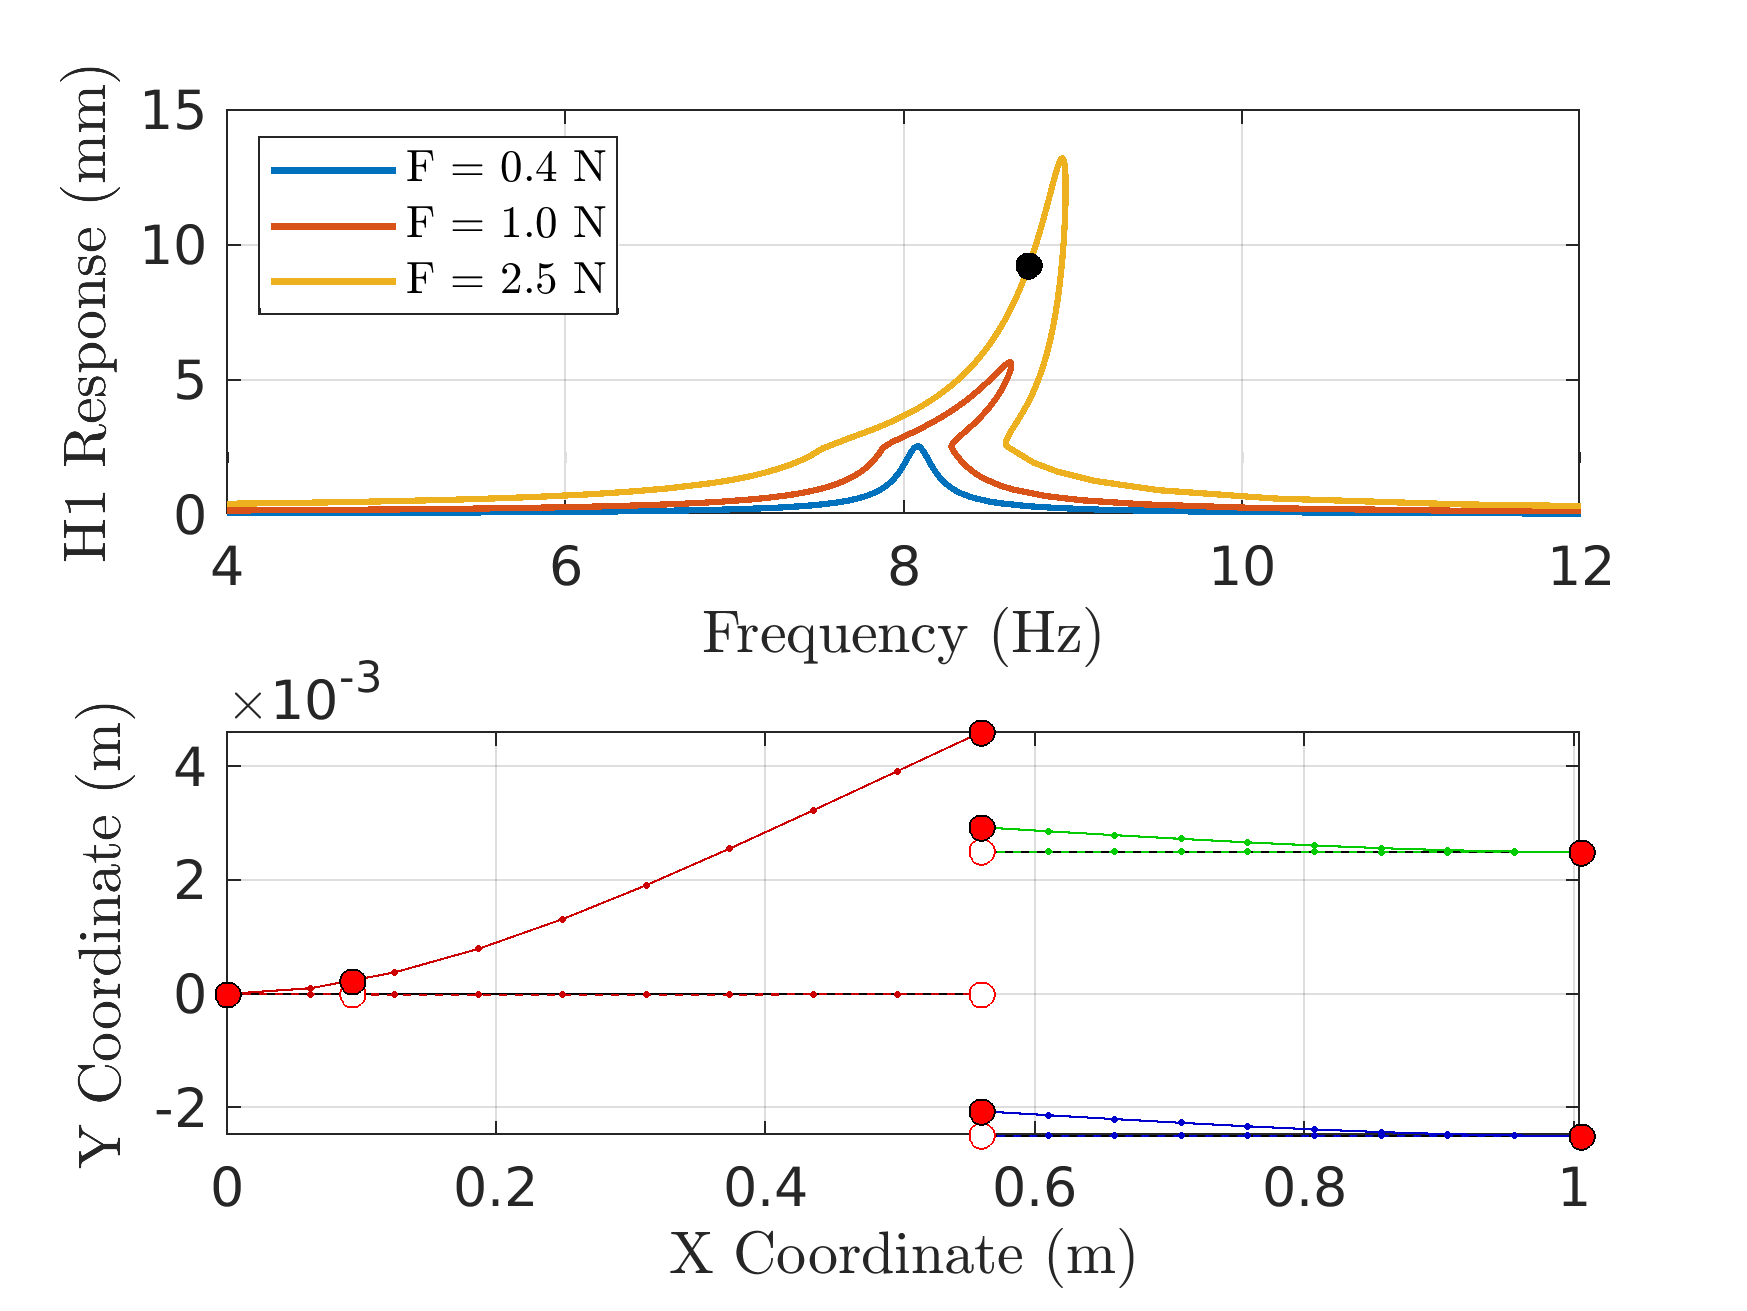 H1 Response (mm)
15
10
5
0
F = 0.4 N
F = 1.0 N
F = 2.5 N
4 6 8 10 12
Frequency (Hz)
×10-3
Y Coordinate (m)
4
2
0
-2
0 0.2 0.4 0.6 0.8 1
X Coordinate (m)